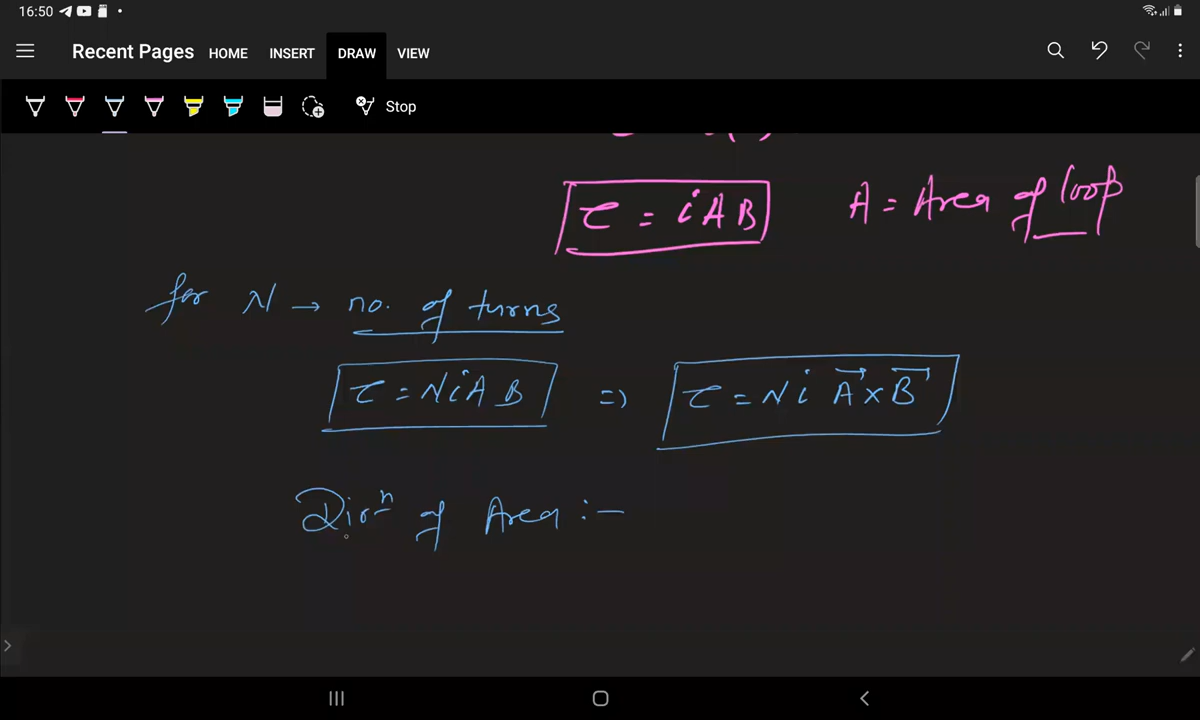 16:50
Recent Pages HOME INSERT DRAW VIEW
Stop
τ = iAB A = Area of loop
for N → no. of turns
τ = NiAB => τ = Ni A⃗ × B⃗
Dirⁿ of Area :-